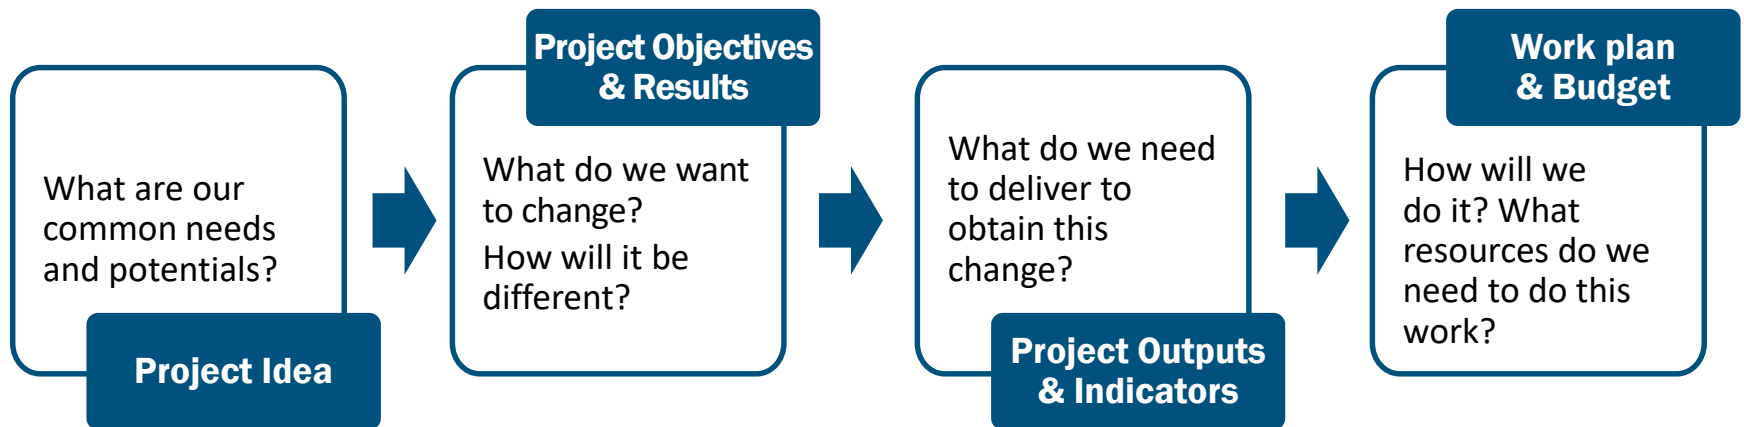 What are our
common needs
and potentials?
Project Idea
Project Objectives
& Results
What do we want
to change?
How will it be
different?
What do we need
to deliver to
obtain this
change?
Project Outputs
& Indicators
Work plan
& Budget
How will we
do it? What
resources do we
need to do this
work?